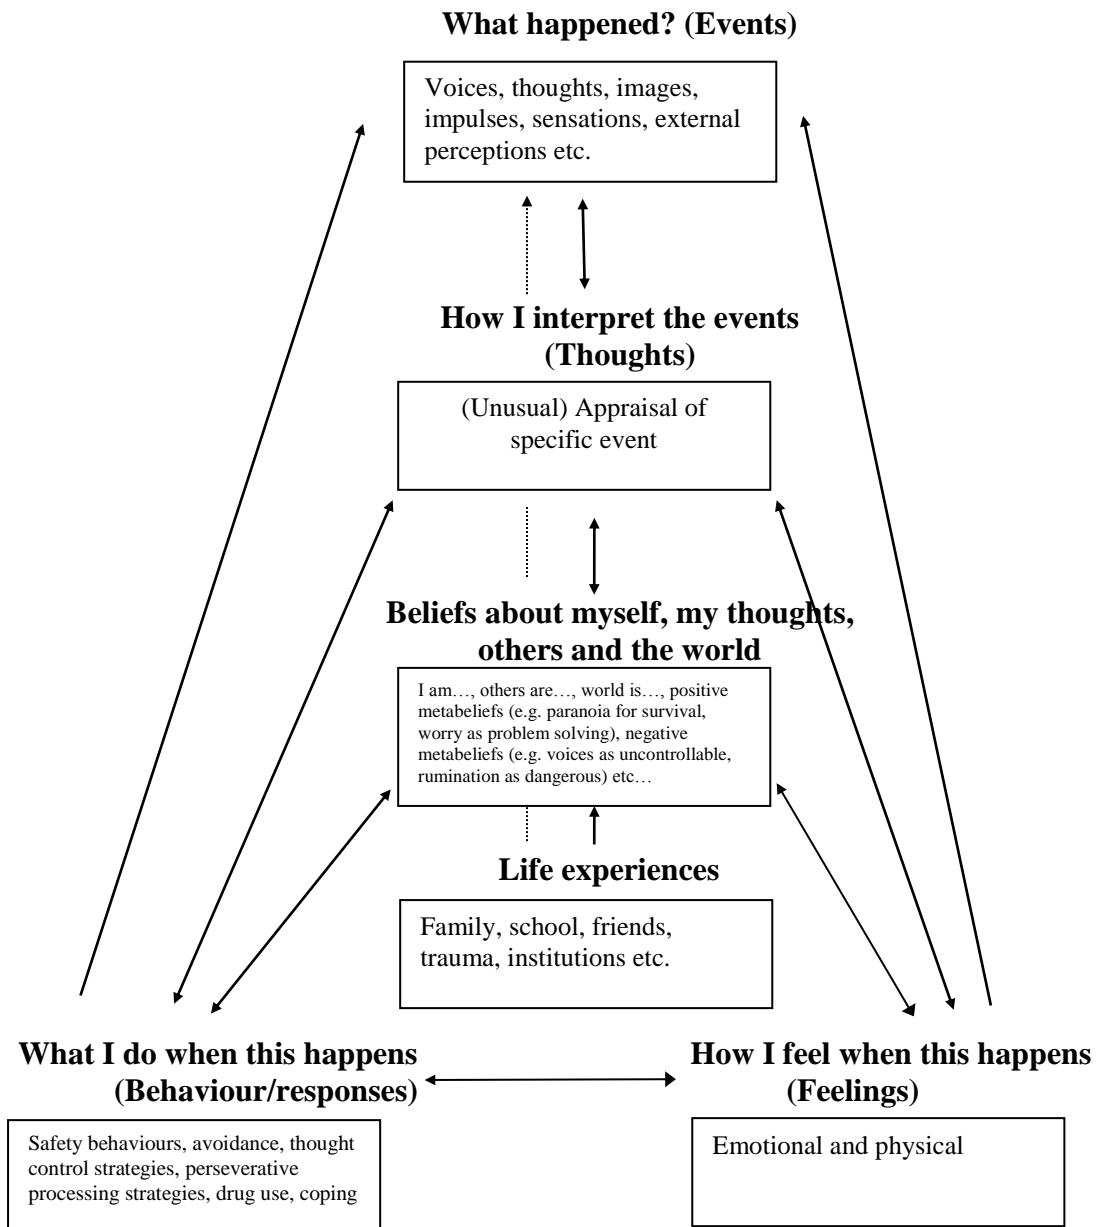 What happened? (Events)
Voices, thoughts, images,
impulses, sensations, external
perceptions etc.
How I interpret the events
(Thoughts)
(Unusual) Appraisal of
specific event
Beliefs about myself, my thoughts,
others and the world
I am…, others are…, world is…, positive
metabeliefs (e.g. paranoia for survival,
worry as problem solving), negative
metabeliefs (e.g. voices as uncontrollable,
rumination as dangerous) etc…
Life experiences
Family, school, friends,
trauma, institutions etc.
What I do when this happens
(Behaviour/responses)
Safety behaviours, avoidance, thought
control strategies, perseverative
processing strategies, drug use, coping
How I feel when this happens
(Feelings)
Emotional and physical